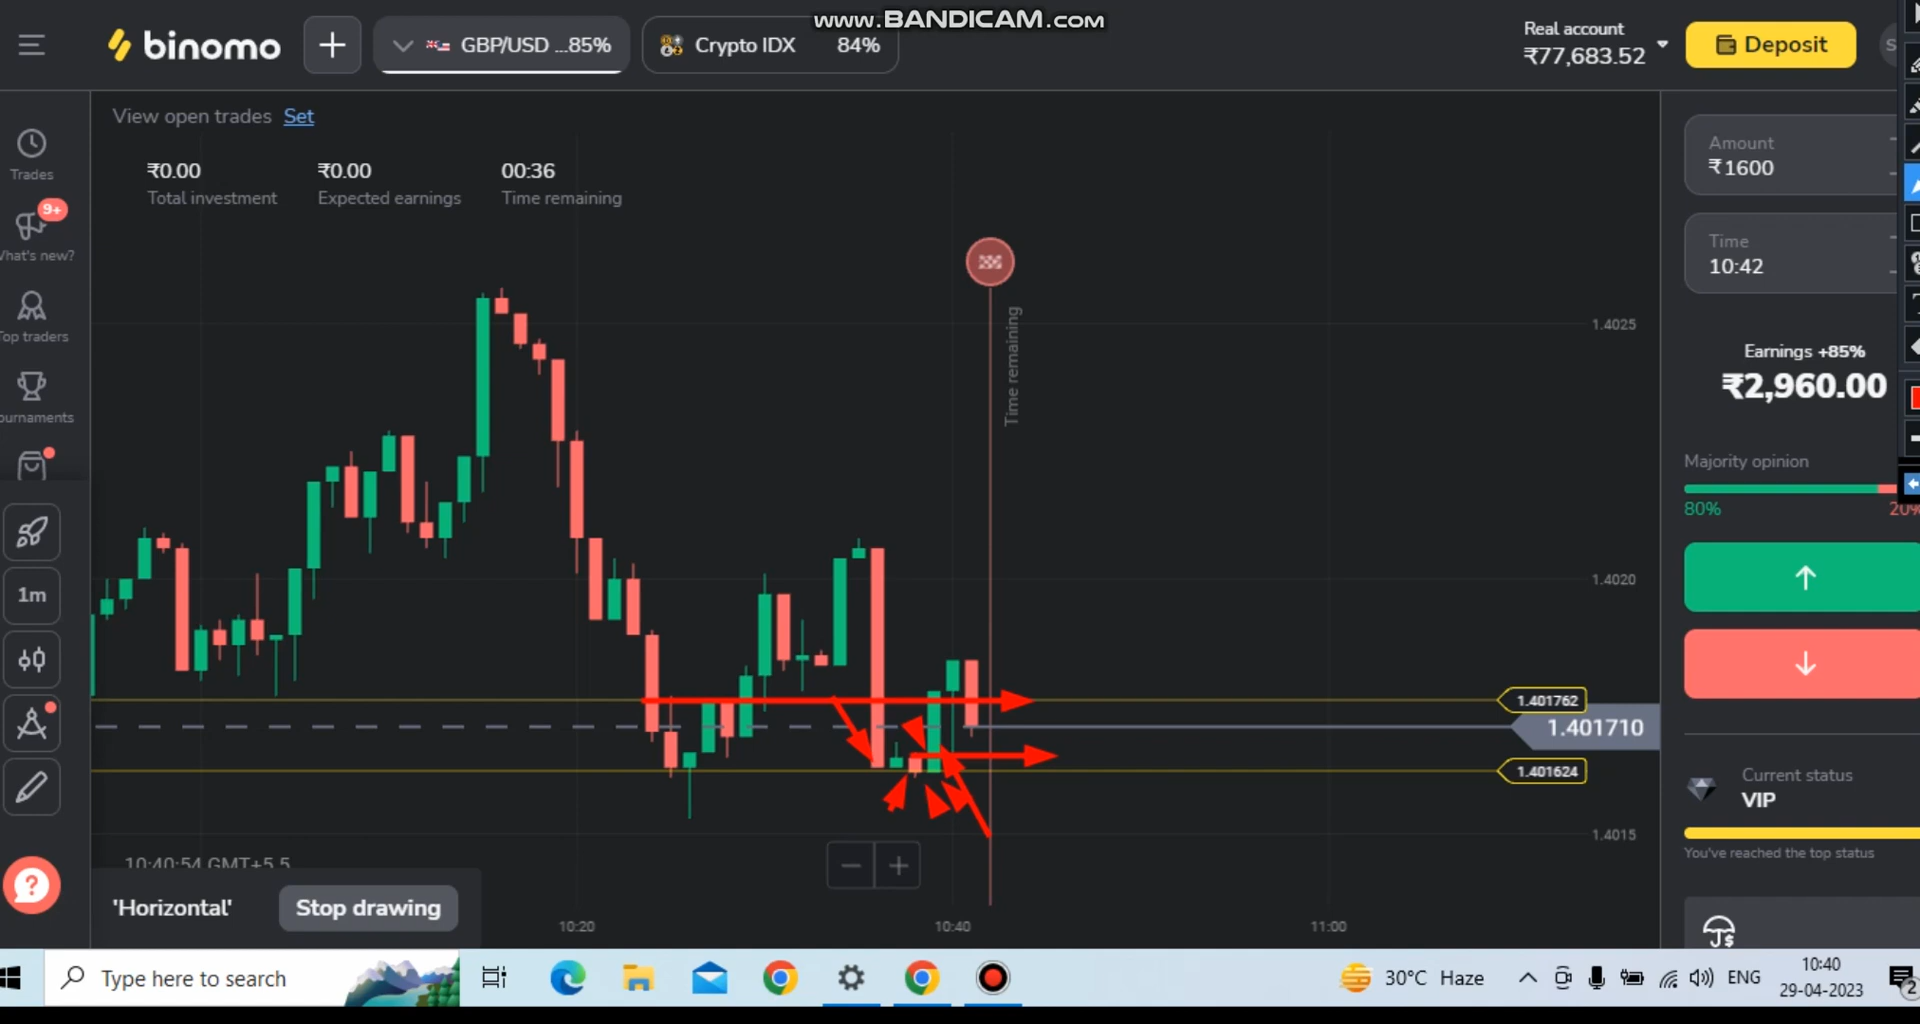 www.BANDICAM.com
binomo
GBP/USD ...85%
Crypto IDX 84%
Real account
₹77,683.52
Deposit
View open trades Set
₹0.00
Total investment
₹0.00
Expected earnings
00:36
Time remaining
Trades
9+
What's new?
Top traders
ournaments
1m
Time remaining
1.4025
1.4020
1.401762
1.401710
1.401624
1.4015
10:40:54 GMT+5.5
'Horizontal'
Stop drawing
10:20
10:40
11:00
Amount
₹1600
Time
10:42
Earnings +85%
₹2,960.00
Majority opinion
80%
20%
Current status
VIP
You've reached the top status
Type here to search
30°C Haze
ENG
10:40
29-04-2023
2